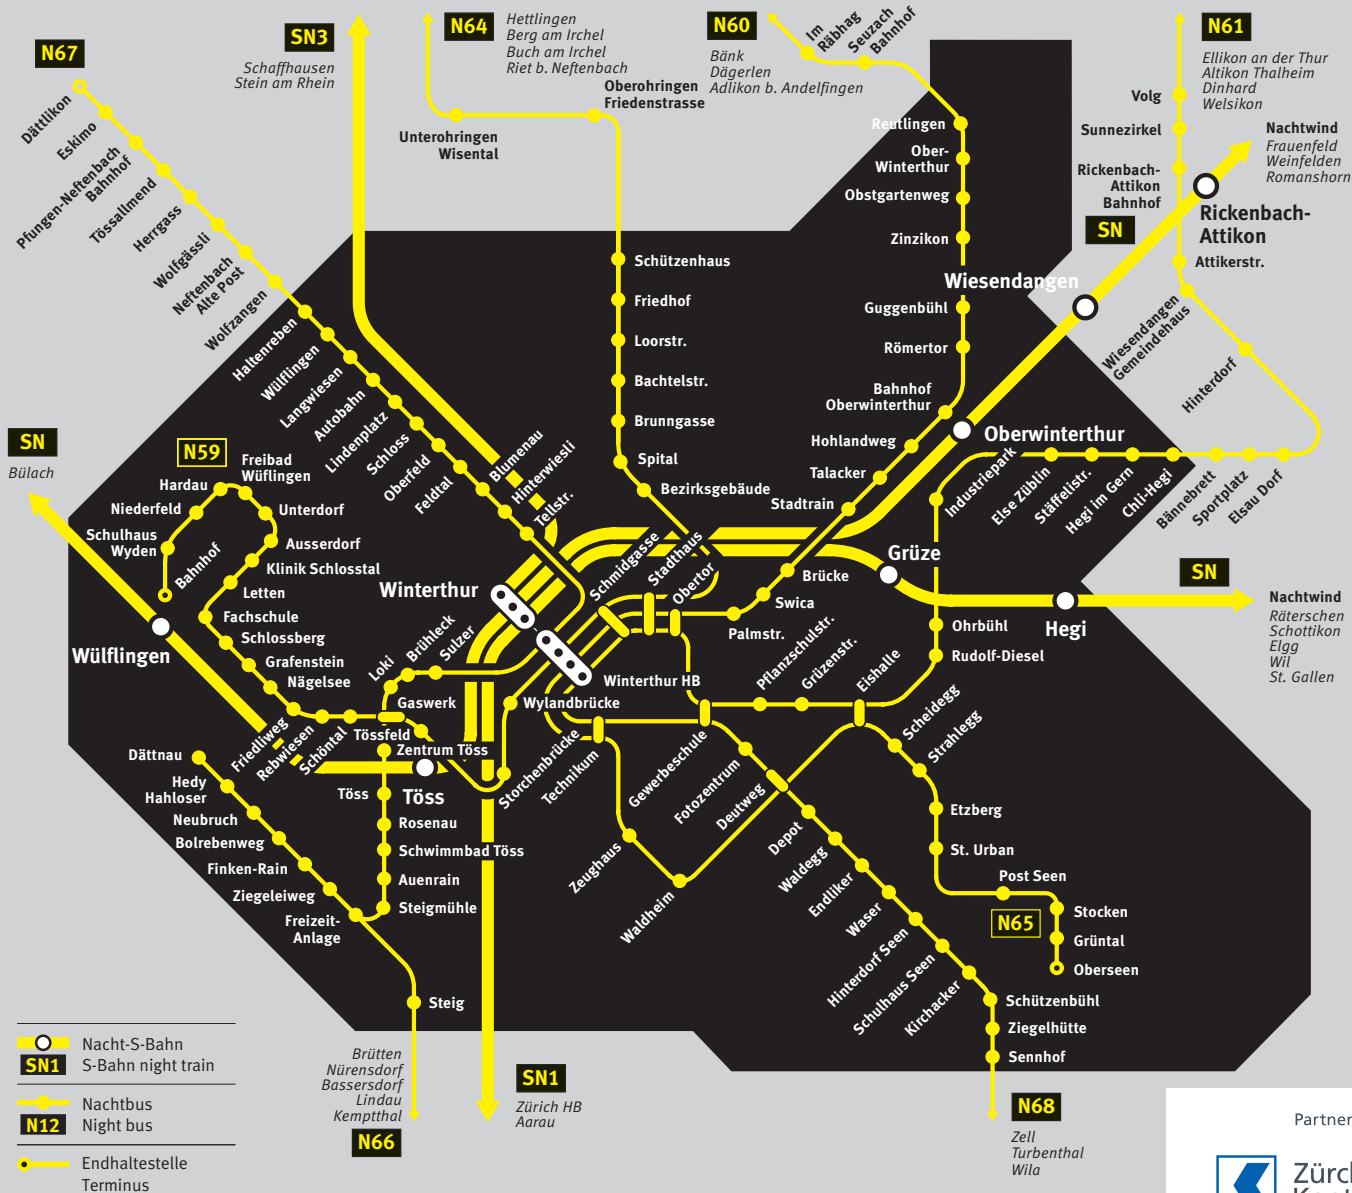 N67
SN3
Schaffhausen
Stein am Rhein
N64
Hettlingen
Berg am Irchel
Buch am Irchel
Riet b. Neftenbach
N60
Bänk
Dägerlen
Adlikon b. Andelfingen
Im
Räbhag
Seuzach
Bahnhof
N61
Ellikon an der Thur
Altikon Thalheim
Dinhard
Welsikon
Nachtwind
Frauenfeld
Weinfelden
Romanshorn
Dättlikon
Eskimo
Pfungen-Neftenbach
Bahnhof
Tössallmend
Herrgass
Wolfgässli
Neftenbach
Alte Post
Wolfzangen
Haltenreben
Wülflingen
Langwiesen
Autobahn
Lindenplatz
Schloss
Oberfeld
Feldtal
Blumenau
Hinterwiesli
Tellstr.
Unterohringen
Wisental
Oberohringen
Friedenstrasse
Schützenhaus
Friedhof
Loorstr.
Bachtelstr.
Brunngasse
Spital
Bezirksgebäude
Reutlingen
Ober-
Winterthur
Obstgartenweg
Zinzikon
Guggenbühl
Römertor
Bahnhof
Oberwinterthur
Hohlandweg
Talacker
Stadtrain
Brücke
Swica
Palmstr.
Volg
Sunnezirkel
Rickenbach-
Attikon
Bahnhof
Rickenbach-
Attikon
SN
Attikerstr.
Wiesendangen
Wiesendangen
Gemeindehaus
Hinterdorf
Oberwinterthur
Industriepark
Else Züblin
Stäffelistr.
Hegi im Gern
Chli-Hegi
Bännebrett
Sportplatz
Elsau Dorf
SN
Bülach
N59
Freibad
Wüflingen
Hardau
Niederfeld
Schulhaus
Wyden
Bahnhof
Unterdorf
Ausserdorf
Klinik Schlosstal
Letten
Fachschule
Schlossberg
Grafenstein
Nägelsee
Friedliweg
Rebwiesen
Schöntal
Wülflingen
Winterthur
Schmidgasse
Stadthaus
Obertor
Winterthur HB
Loki
Brühleck
Sulzer
Gaswerk
Tössfeld
Zentrum Töss
Töss
Wylandbrücke
Storchenbrücke
Technikum
Gewerbeschule
Pflanzschulstr.
Grüzenstr.
Eishalle
Grüze
Hegi
SN
Nachtwind
Räterschen
Schottikon
Elgg
Wil
St. Gallen
Ohrbühl
Rudolf-Diesel
Scheidegg
Strahlegg
Etzberg
St. Urban
Post Seen
N65
Stocken
Grüntal
Oberseen
Dättnau
Hedy
Hahloser
Neubruch
Bolrebenweg
Finken-Rain
Ziegeleiweg
Freizeit-
Anlage
Töss
Rosenau
Schwimmbad Töss
Auenrain
Steigmühle
Steig
Zeughaus
Waldheim
Fotozentrum
Deutweg
Depot
Waldegg
Endliker
Waser
Hinterdorf Seen
Schulhaus Seen
Kirchacker
Schützenbühl
Ziegelhütte
Sennhof
N68
Zell
Turbenthal
Wila
Brütten
Nürensdorf
Bassersdorf
Lindau
Kemptthal
N66
SN1
Zürich HB
Aarau
Nacht-S-Bahn
SN1 S-Bahn night train
Nachtbus
N12 Night bus
Endhaltestelle
Terminus
Partner
Zürch